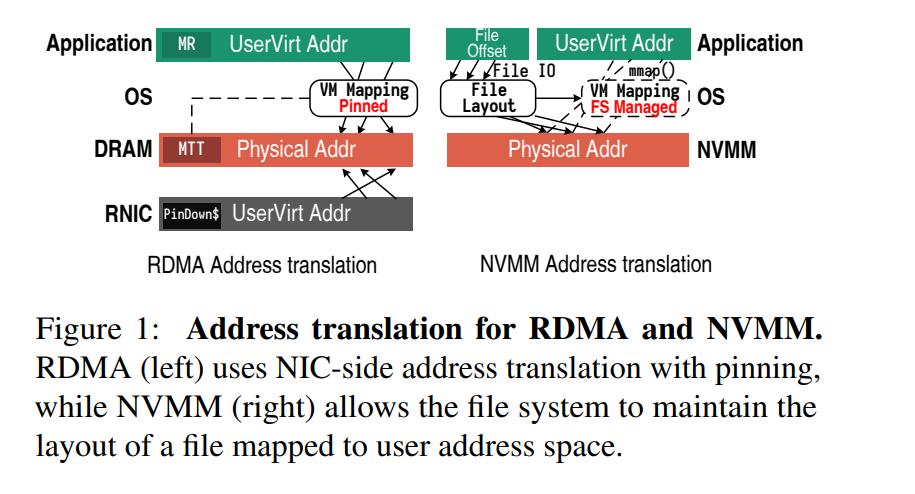 Application
MR
UserVirt Addr
File
Offset
UserVirt Addr
Application
File IO
mmap()
OS
VM Mapping
Pinned
File
Layout
VM Mapping
FS Managed
OS
DRAM
MTT
Physical Addr
Physical Addr
NVMM
RNIC
PinDown$
UserVirt Addr
RDMA Address translation
NVMM Address translation
Figure 1: Address translation for RDMA and NVMM.
RDMA (left) uses NIC-side address translation with pinning,
while NVMM (right) allows the file system to maintain the
layout of a file mapped to user address space.